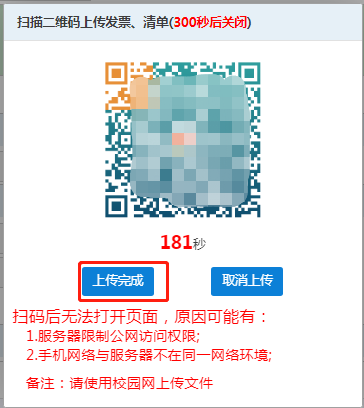 扫描二维码上传发票、清单(300秒后关闭)
181秒
上传完成 取消上传
扫码后无法打开页面，原因可能有：
1.服务器限制公网访问权限;
2.手机网络与服务器不在同一网络环境;
备注：请使用校园网上传文件